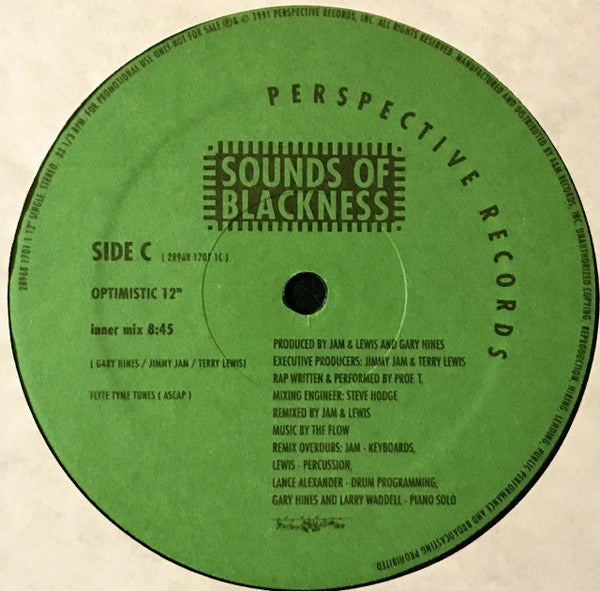 28968 1701 1 12" SINGLE STEREO. 33 1/3 RPM. FOR PROMOTIONAL USE ONLY-NOT FOR SALE ℗ & © 1991 PERSPECTIVE RECORDS, INC. ALL RIGHTS RESERVED. MANUFACTURED AND DISTRIBUTED BY A&M RECORDS, INC. UNAUTHORIZED COPYING, REPRODUCTION, HIRING, LENDING, PUBLIC PERFORMANCE AND BROADCASTING PROHIBITED.
PERSPECTIVE RECORDS
SOUNDS OF
BLACKNESS
SIDE C ( 28968 1701 1C )
OPTIMISTIC 12"
inner mix 8:45
( GARY HINES / JIMMY JAM / TERRY LEWIS)
FLYTE TYME TUNES ( ASCAP )
PRODUCED BY JAM & LEWIS AND GARY HINES
EXECUTIVE PRODUCERS: JIMMY JAM & TERRY LEWIS
RAP WRITTEN & PERFORMED BY PROF. T.
MIXING ENGINEER: STEVE HODGE
REMIXED BY JAM & LEWIS
MUSIC BY THE FLOW
REMIX OVERDUBS: JAM - KEYBOARDS,
LEWIS - PERCUSSION,
LANCE ALEXANDER - DRUM PROGRAMMING,
GARY HINES AND LARRY WADDELL - PIANO SOLO